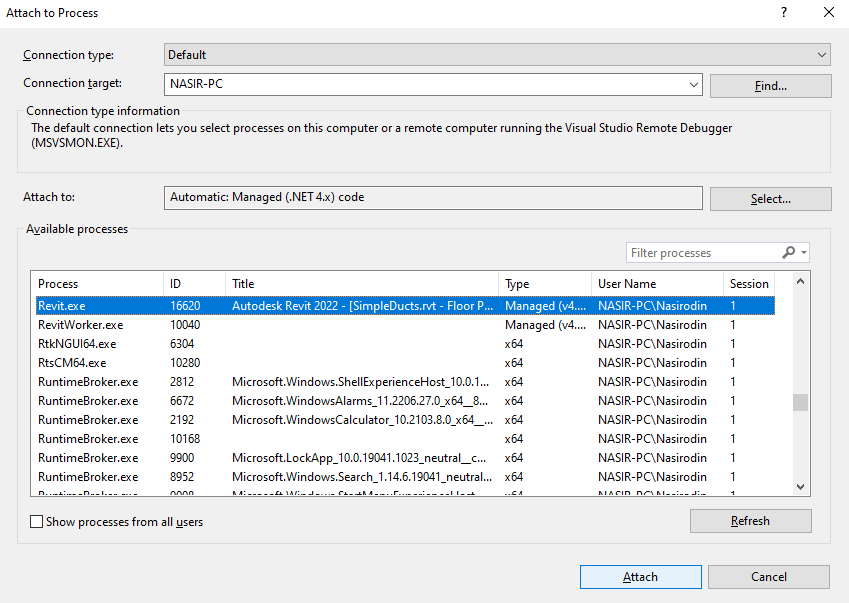 Attach to Process
?
Connection type:
Default
Connection target:
NASIR-PC
Find...
Connection type information
The default connection lets you select processes on this computer or a remote computer running the Visual Studio Remote Debugger
(MSVSMON.EXE).
Attach to:
Automatic: Managed (.NET 4.x) code
Select...
Available processes
Filter processes
Process ID Title Type User Name Session
Revit.exe 16620 Autodesk Revit 2022 - [SimpleDucts.rvt - Floor P... Managed (v4.... NASIR-PC\Nasirodin 1
RevitWorker.exe 10040 Managed (v4.... NASIR-PC\Nasirodin 1
RtkNGUI64.exe 6304 x64 NASIR-PC\Nasirodin 1
RtsCM64.exe 10280 x64 NASIR-PC\Nasirodin 1
RuntimeBroker.exe 2812 Microsoft.Windows.ShellExperienceHost_10.0.1... x64 NASIR-PC\Nasirodin 1
RuntimeBroker.exe 6672 Microsoft.WindowsAlarms_11.2206.27.0_x64__8... x64 NASIR-PC\Nasirodin 1
RuntimeBroker.exe 2192 Microsoft.WindowsCalculator_10.2103.8.0_x64__... x64 NASIR-PC\Nasirodin 1
RuntimeBroker.exe 10168 x64 NASIR-PC\Nasirodin 1
RuntimeBroker.exe 9900 Microsoft.LockApp_10.0.19041.1023_neutral__c... x64 NASIR-PC\Nasirodin 1
RuntimeBroker.exe 8952 Microsoft.Windows.Search_1.14.6.19041_neutral... x64 NASIR-PC\Nasirodin 1
Show processes from all users
Refresh
Attach
Cancel